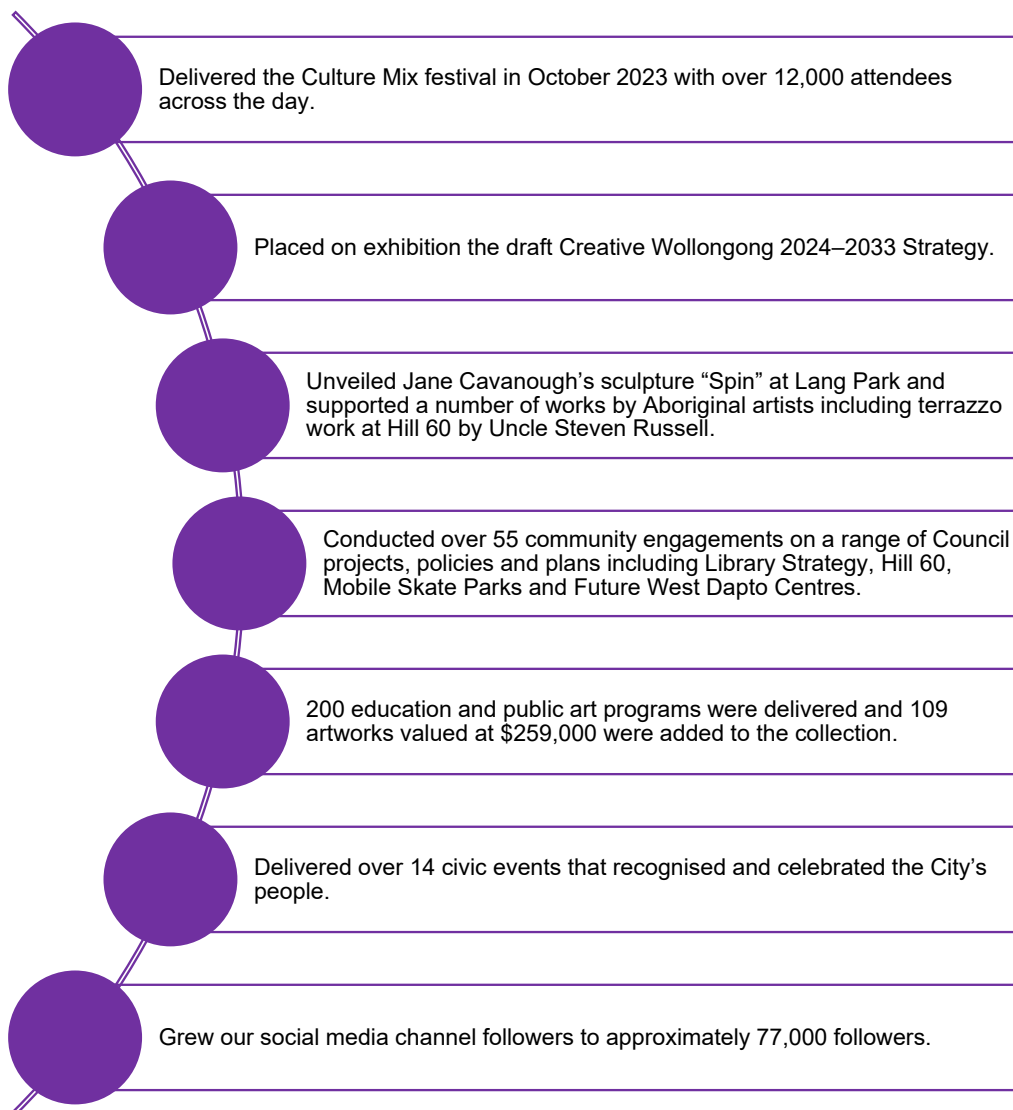 Delivered the Culture Mix festival in October 2023 with over 12,000 attendees
across the day.
Placed on exhibition the draft Creative Wollongong 2024–2033 Strategy.
Unveiled Jane Cavanough’s sculpture “Spin” at Lang Park and
supported a number of works by Aboriginal artists including terrazzo
work at Hill 60 by Uncle Steven Russell.
Conducted over 55 community engagements on a range of Council
projects, policies and plans including Library Strategy, Hill 60,
Mobile Skate Parks and Future West Dapto Centres.
200 education and public art programs were delivered and 109
artworks valued at $259,000 were added to the collection.
Delivered over 14 civic events that recognised and celebrated the City’s
people.
Grew our social media channel followers to approximately 77,000 followers.